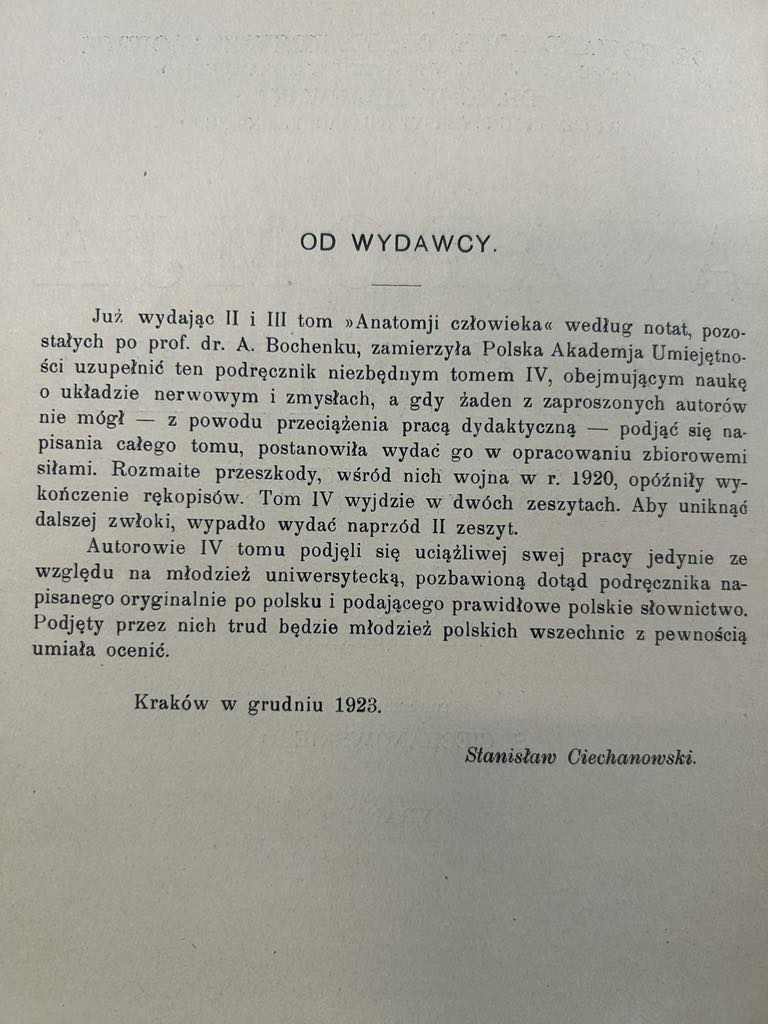 OD WYDAWCY.
Już wydając II i III tom »Anatomji człowieka« według notat, pozo-
stałych po prof. dr. A. Bochenku, zamierzyła Polska Akademja Umiejętno-
ści uzupełnić ten podręcznik niezbędnym tomem IV, obejmującym naukę
o układzie nerwowym i zmysłach, a gdy żaden z zaproszonych autorów
nie mógł — z powodu przeciążenia pracą dydaktyczną — podjąć się na-
pisania całego tomu, postanowiła wydać go w opracowaniu zbiorowemi
siłami. Rozmaite przeszkody, wśród nich wojna w r. 1920, opóźniły wy-
kończenie rękopisów. Tom IV wyjdzie w dwóch zeszytach. Aby uniknąć
dalszej zwłoki, wypadło wydać naprzód II zeszyt.
Autorowie IV tomu podjęli się uciążliwej swej pracy jedynie ze
względu na młodzież uniwersytecką, pozbawioną dotąd podręcznika na-
pisanego oryginalnie po polsku i podającego prawidłowe polskie słownictwo.
Podjęty przez nich trud będzie młodzież polskich wszechnic z pewnością
umiała ocenić.
Kraków w grudniu 1923.
Stanisław Ciechanowski.